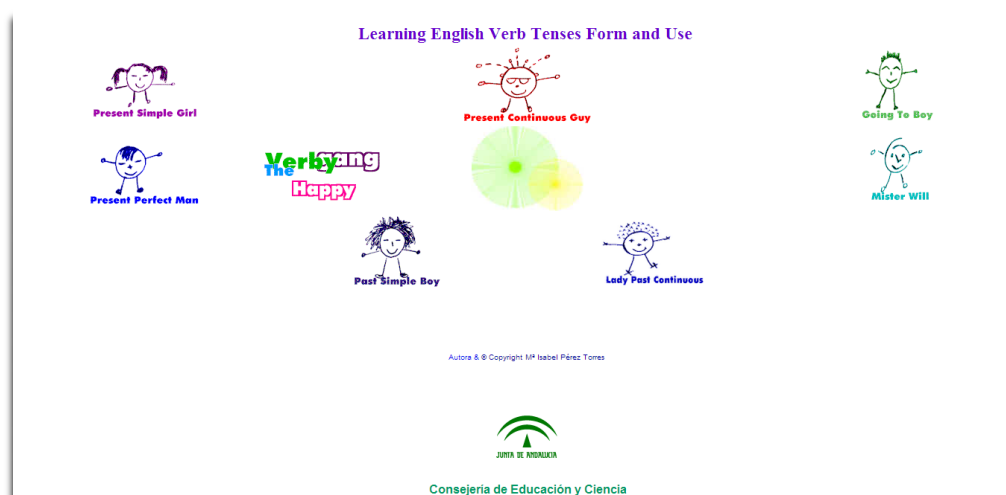 Learning English Verb Tenses Form and Use
Present Simple Girl
Present Continuous Guy
Going To Boy
Present Perfect Man
Verby gang
The
Happy
Mister Will
Past Simple Boy
Lady Past Continuous
Autora & ® Copyright Mª Isabel Pérez Torres
JUNTA DE ANDALUCIA
Consejería de Educación y Ciencia